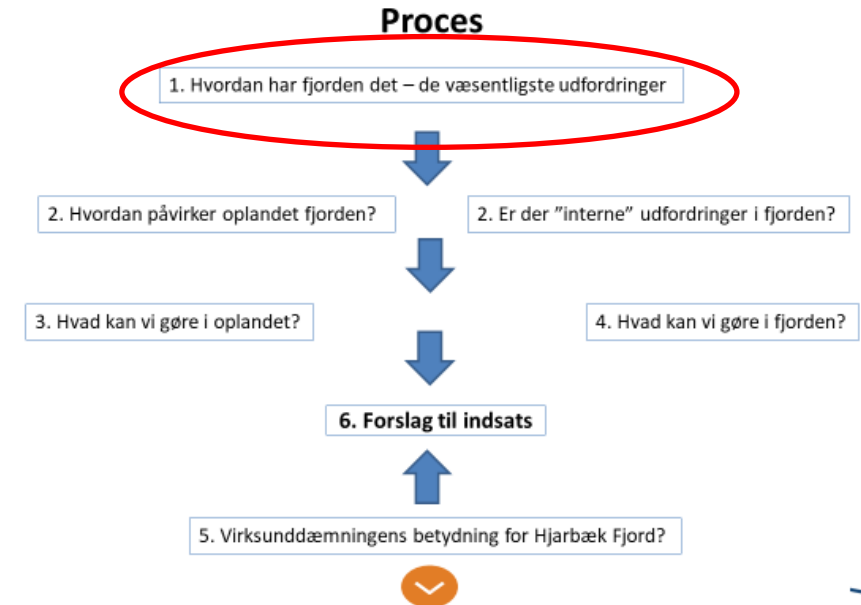 Proces
1. Hvordan har fjorden det – de væsentligste udfordringer
2. Hvordan påvirker oplandet fjorden?
2. Er der ”interne” udfordringer i fjorden?
3. Hvad kan vi gøre i oplandet?
4. Hvad kan vi gøre i fjorden?
6. Forslag til indsats
5. Virksunddæmningens betydning for Hjarbæk Fjord?